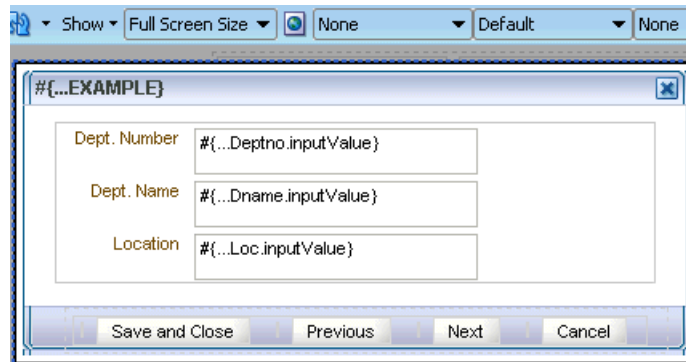 Show Full Screen Size None Default None
#{...EXAMPLE}
Dept. Number #{...Deptno.inputValue}
Dept. Name #{...Dname.inputValue}
Location #{...Loc.inputValue}
Save and Close Previous Next Cancel